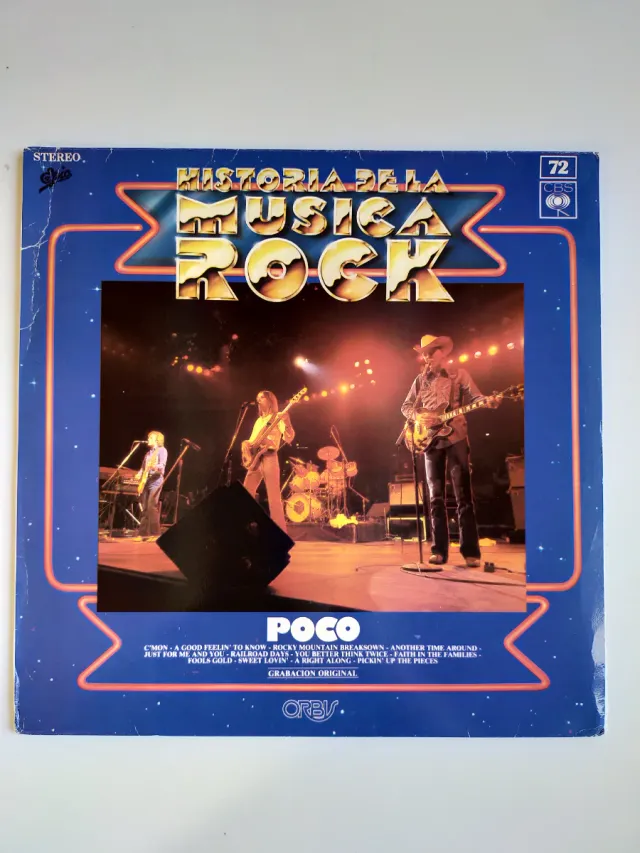 STEREO
Epic
72
CBS
HISTORIA DE LA
MUSICA
ROCK
POCO
C'MON - A GOOD FEELIN' TO KNOW - ROCKY MOUNTAIN BREAKSOWN - ANOTHER TIME AROUND -
JUST FOR ME AND YOU - RAILROAD DAYS - YOU BETTER THINK TWICE - FAITH IN THE FAMILIES -
FOOLS GOLD - SWEET LOVIN' - A RIGHT ALONG - PICKIN' UP THE PIECES
GRABACION ORIGINAL
ORBIS